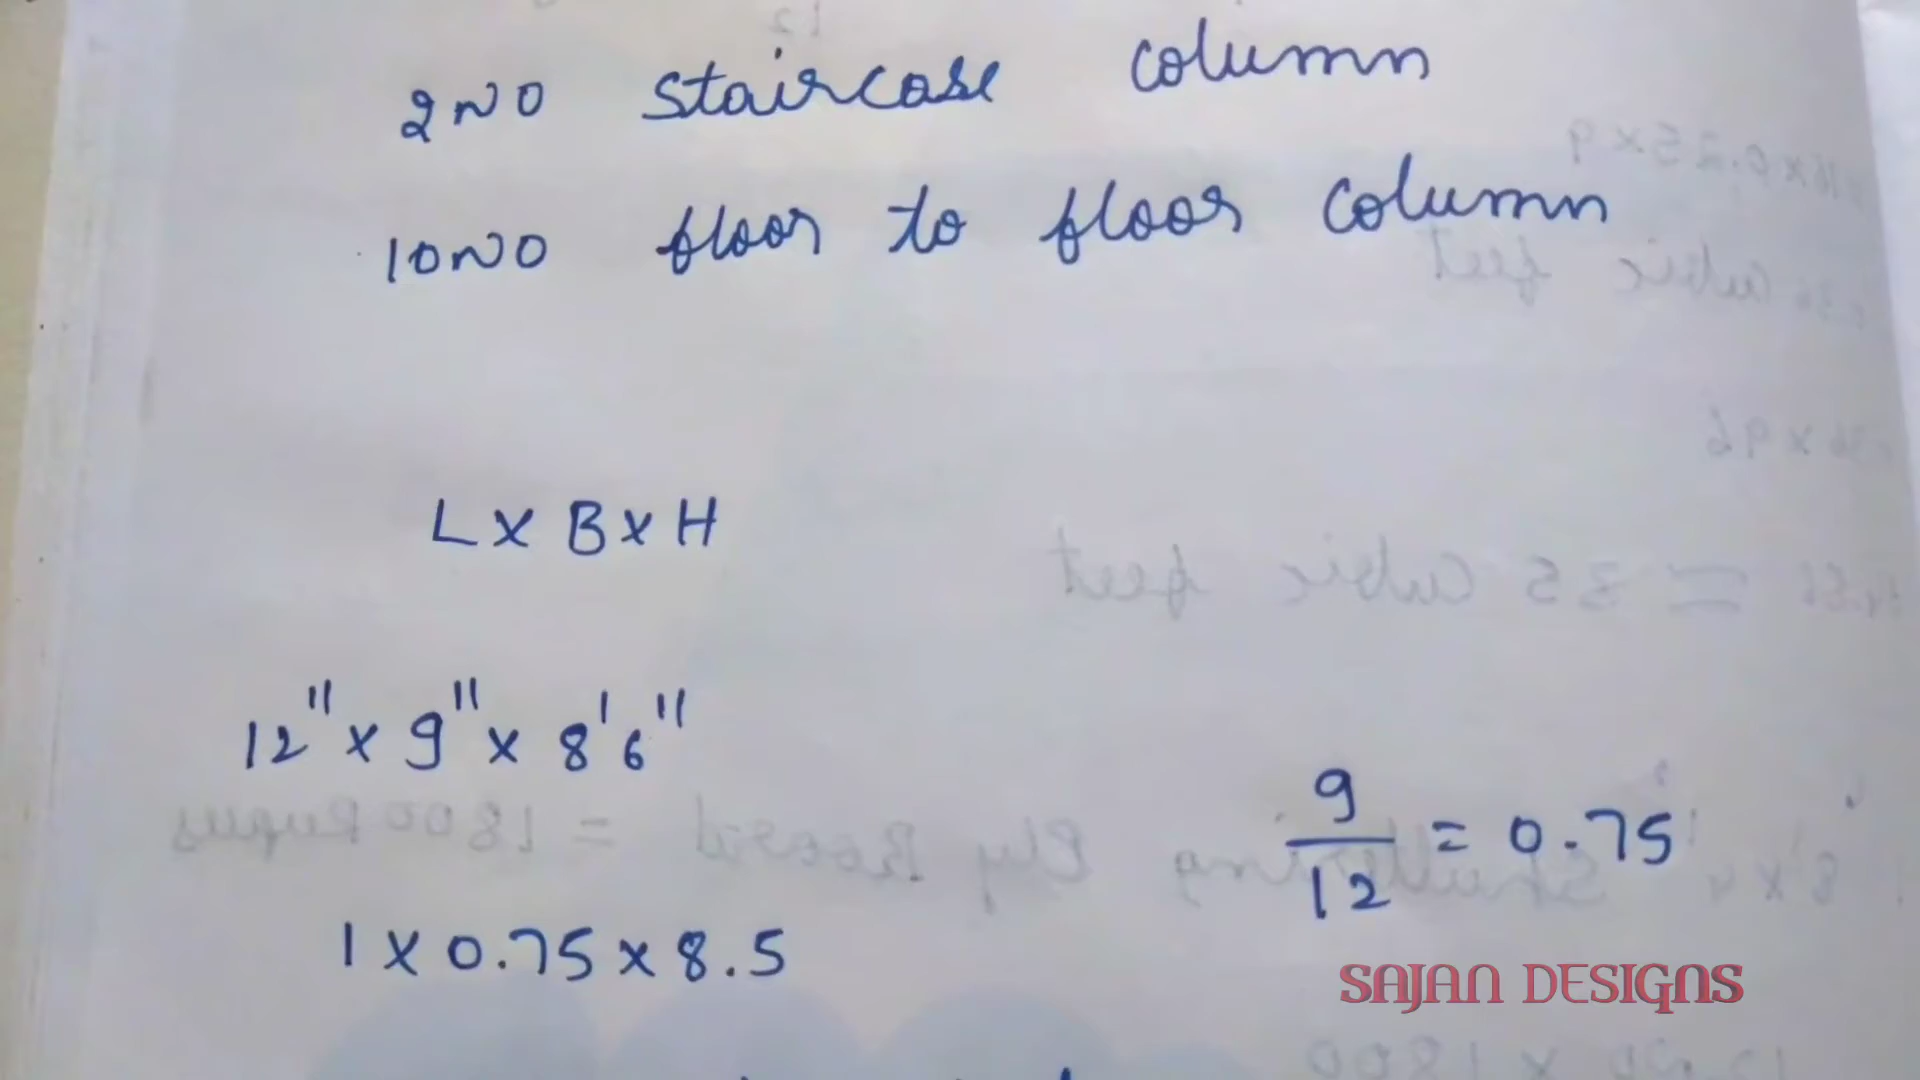 2NO staircase column
10NO floor to floor column
L x B x H
12" x 9" x 8'6"
9/12 = 0.75
1 x 0.75 x 8.5
SAJAN DESIGNS